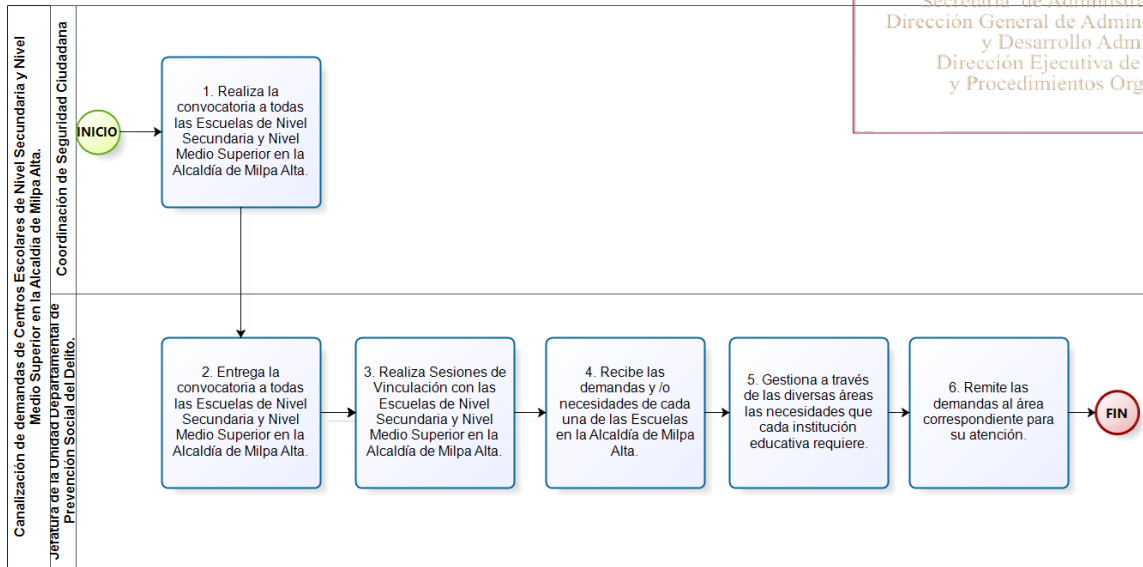 Secretaría de Administra
Dirección General de Admin
y Desarrollo Admi
Dirección Ejecutiva de
y Procedimientos Org
Canalización de demandas de Centros Escolares de Nivel Secundaria y Nivel
Medio Superior en la Alcaldía de Milpa Alta.
Coordinación de Seguridad Ciudadana
INICIO
1. Realiza la
convocatoria a todas
las Escuelas de Nivel
Secundaria y Nivel
Medio Superior en la
Alcaldía de Milpa Alta.
Jefatura de la Unidad Departamental de
Prevención Social del Delito.
2. Entrega la
convocatoria a todas
las Escuelas de Nivel
Secundaria y Nivel
Medio Superior en la
Alcaldía de Milpa Alta.
3. Realiza Sesiones de
Vinculación con las
Escuelas de Nivel
Secundaria y Nivel
Medio Superior en la
Alcaldía de Milpa Alta.
4. Recibe las
demandas y /o
necesidades de cada
una de las Escuelas
en la Alcaldía de Milpa
Alta.
5. Gestiona a través
de las diversas áreas
las necesidades que
cada institución
educativa requiere.
6. Remite las
demandas al área
correspondiente para
su atención.
FIN